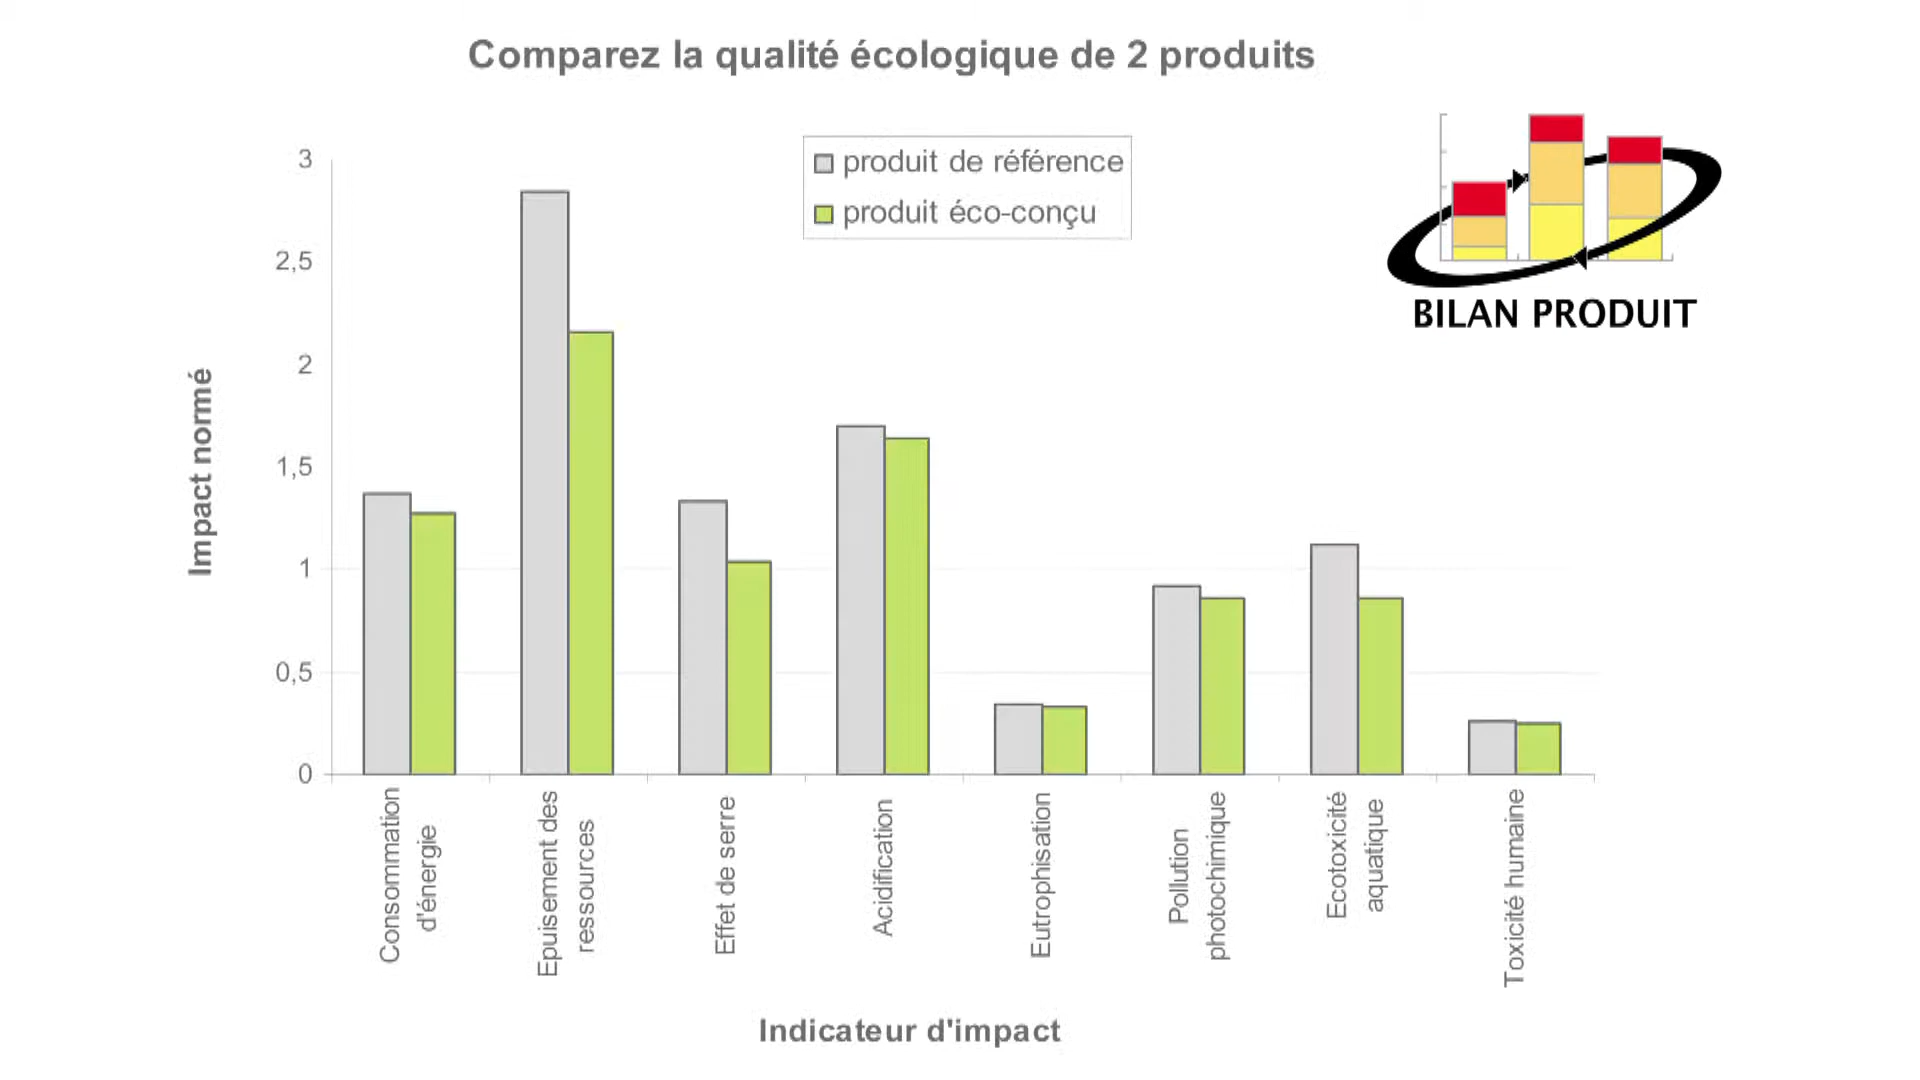 Comparez la qualité écologique de 2 produits
produit de référence
produit éco-conçu
BILAN PRODUIT
Impact normé
3
2,5
2
1,5
1
0,5
0
Consommation
d'énergie
Epuisement des
ressources
Effet de serre
Acidification
Eutrophisation
Pollution
photochimique
Ecotoxicité
aquatique
Toxicité humaine
Indicateur d'impact